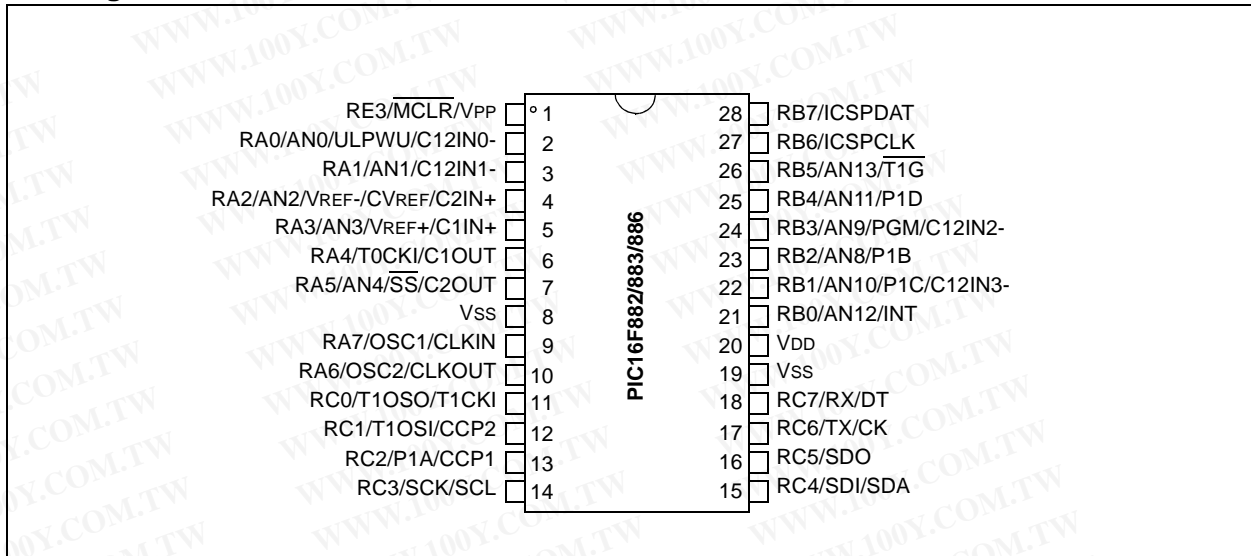 RE3/MCLR/VPP
RA0/AN0/ULPWU/C12IN0-
RA1/AN1/C12IN1-
RA2/AN2/VREF-/CVREF/C2IN+
RA3/AN3/VREF+/C1IN+
RA4/T0CKI/C1OUT
RA5/AN4/SS/C2OUT
VSS
RA7/OSC1/CLKIN
RA6/OSC2/CLKOUT
RC0/T1OSO/T1CKI
RC1/T1OSI/CCP2
RC2/P1A/CCP1
RC3/SCK/SCL
1
2
3
4
5
6
7
8
9
10
11
12
13
14
PIC16F882/883/886
28
27
26
25
24
23
22
21
20
19
18
17
16
15
RB7/ICSPDAT
RB6/ICSPCLK
RB5/AN13/T1G
RB4/AN11/P1D
RB3/AN9/PGM/C12IN2-
RB2/AN8/P1B
RB1/AN10/P1C/C12IN3-
RB0/AN12/INT
VDD
VSS
RC7/RX/DT
RC6/TX/CK
RC5/SDO
RC4/SDI/SDA
WWW.100Y.COM.TW